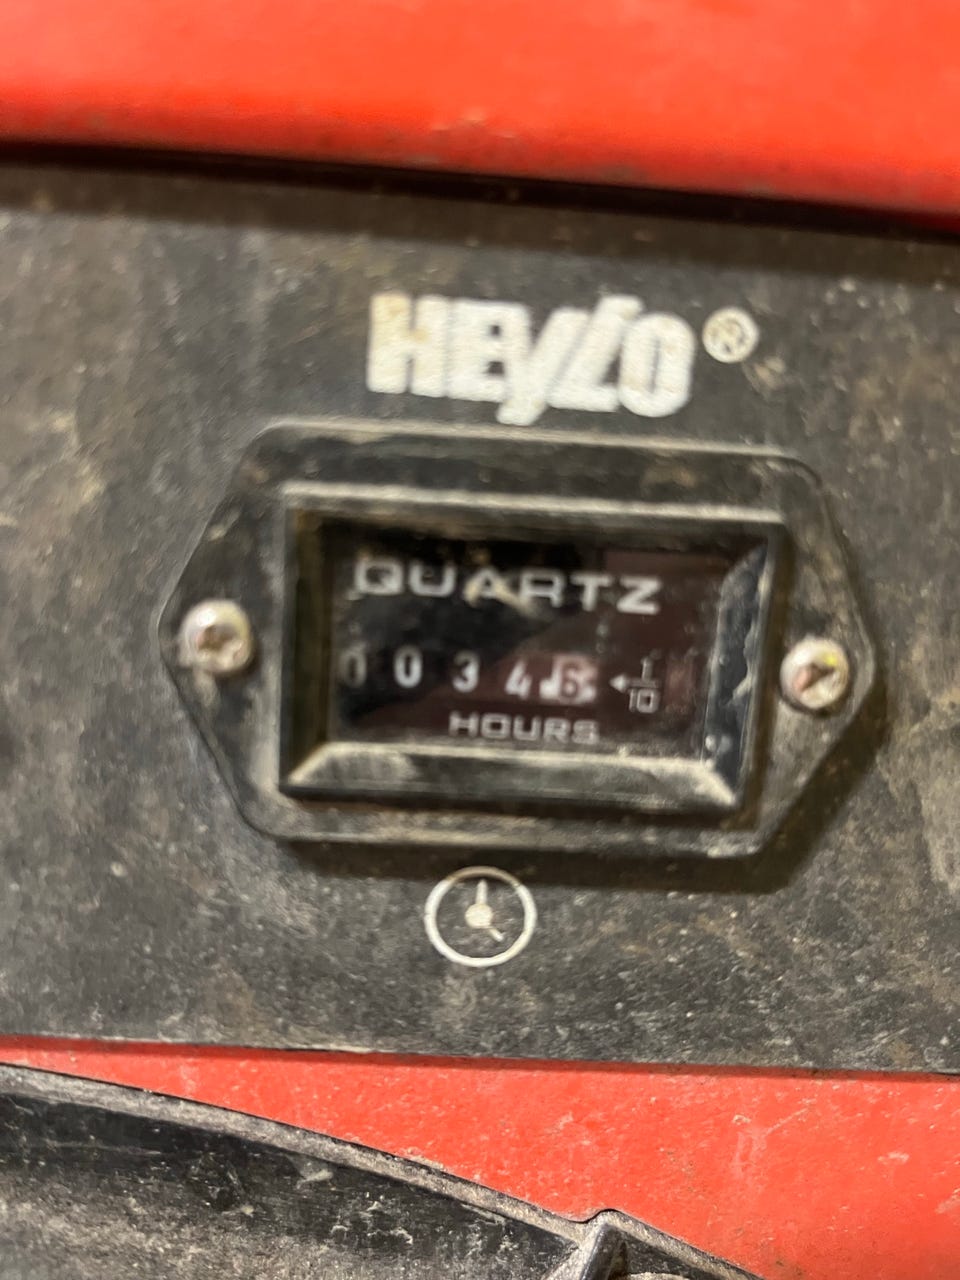 HEYLO®
QUARTZ
0 0 3 4 6 ◄ 1/10
HOURS